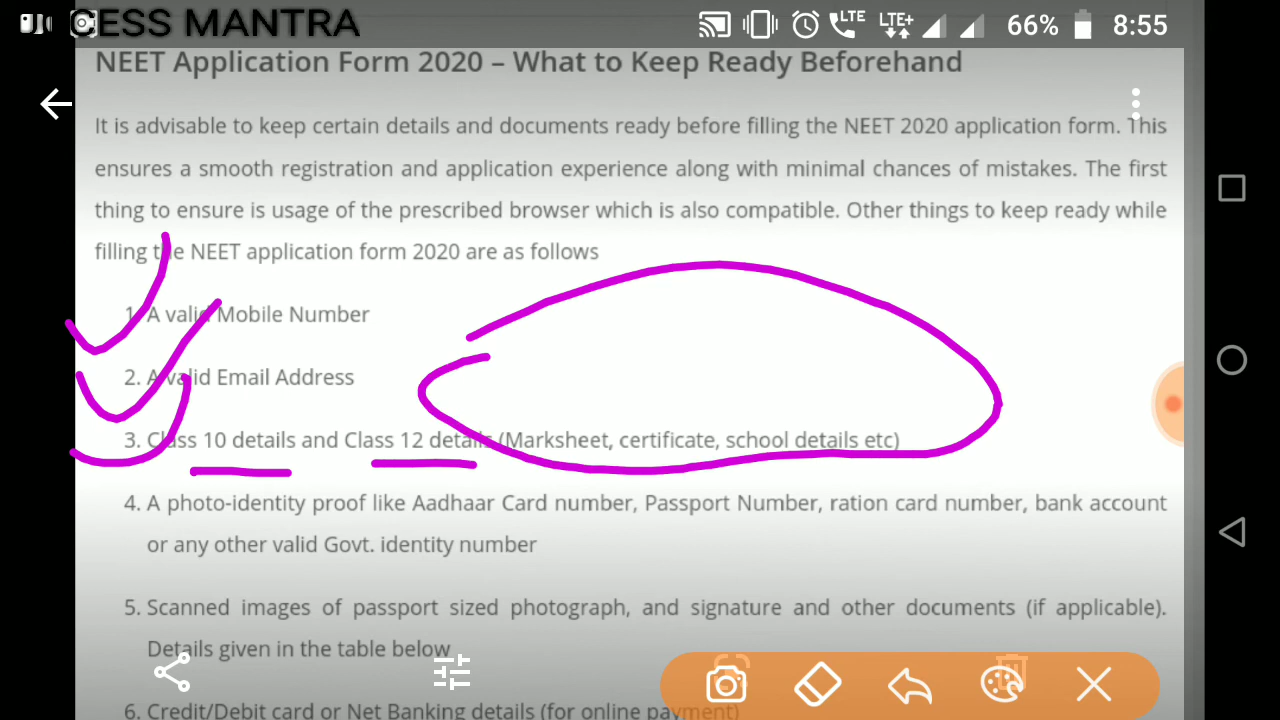 CESS MANTRA
LTE LTE+ 66% 8:55
NEET Application Form 2020 – What to Keep Ready Beforehand
It is advisable to keep certain details and documents ready before filling the NEET 2020 application form. This
ensures a smooth registration and application experience along with minimal chances of mistakes. The first
thing to ensure is usage of the prescribed browser which is also compatible. Other things to keep ready while
filling the NEET application form 2020 are as follows
1. A valid Mobile Number
2. A valid Email Address
3. Class 10 details and Class 12 details (Marksheet, certificate, school details etc)
4. A photo-identity proof like Aadhaar Card number, Passport Number, ration card number, bank account
or any other valid Govt. identity number
5. Scanned images of passport sized photograph, and signature and other documents (if applicable).
Details given in the table below
6. Credit/Debit card or Net Banking details (for online payment)